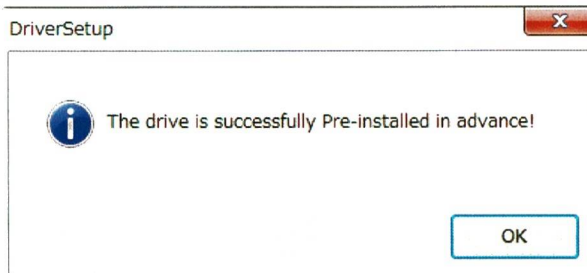 DriverSetup
The drive is successfully Pre-installed in advance!
OK